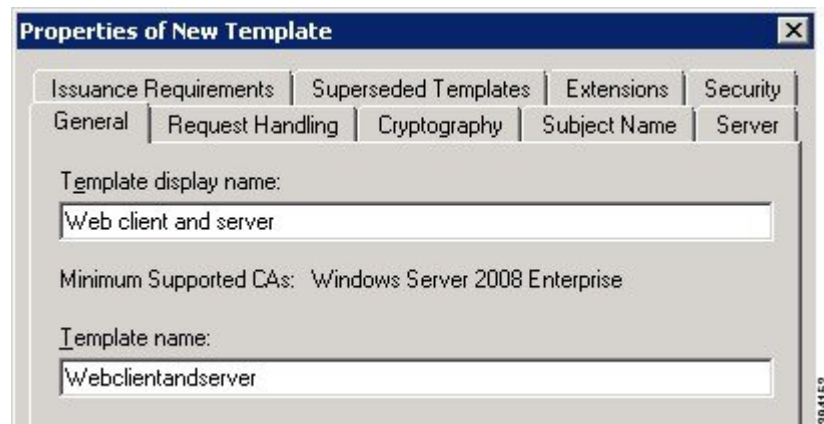 Properties of New Template
Issuance Requirements Superseded Templates Extensions Security
General Request Handling Cryptography Subject Name Server
Template display name:
Web client and server
Minimum Supported CAs: Windows Server 2008 Enterprise
Template name:
Webclientandserver